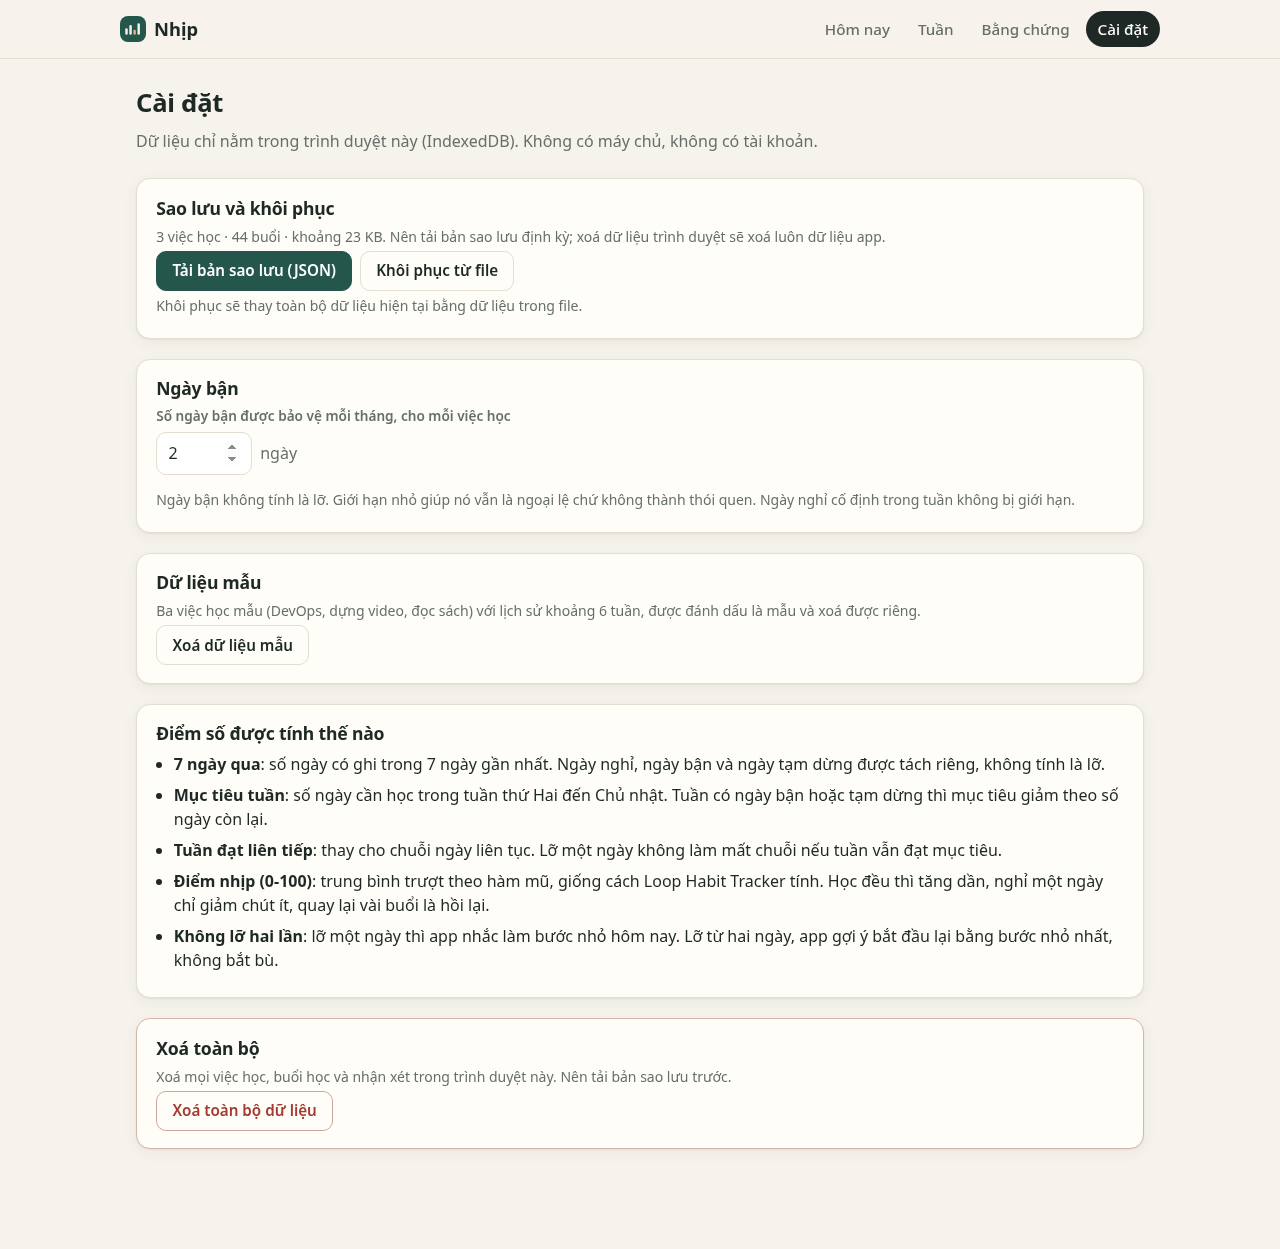 Nhịp
Hôm nay
Tuần
Bằng chứng
Cài đặt
Cài đặt
Dữ liệu chỉ nằm trong trình duyệt này (IndexedDB). Không có máy chủ, không có tài khoản.
Sao lưu và khôi phục
3 việc học · 44 buổi · khoảng 23 KB. Nên tải bản sao lưu định kỳ; xoá dữ liệu trình duyệt sẽ xoá luôn dữ liệu app.
Tải bản sao lưu (JSON)
Khôi phục từ file
Khôi phục sẽ thay toàn bộ dữ liệu hiện tại bằng dữ liệu trong file.
Ngày bận
Số ngày bận được bảo vệ mỗi tháng, cho mỗi việc học
2
ngày
Ngày bận không tính là lỡ. Giới hạn nhỏ giúp nó vẫn là ngoại lệ chứ không thành thói quen. Ngày nghỉ cố định trong tuần không bị giới hạn.
Dữ liệu mẫu
Ba việc học mẫu (DevOps, dựng video, đọc sách) với lịch sử khoảng 6 tuần, được đánh dấu là mẫu và xoá được riêng.
Xoá dữ liệu mẫu
Điểm số được tính thế nào
7 ngày qua: số ngày có ghi trong 7 ngày gần nhất. Ngày nghỉ, ngày bận và ngày tạm dừng được tách riêng, không tính là lỡ.
Mục tiêu tuần: số ngày cần học trong tuần thứ Hai đến Chủ nhật. Tuần có ngày bận hoặc tạm dừng thì mục tiêu giảm theo số
ngày còn lại.
Tuần đạt liên tiếp: thay cho chuỗi ngày liên tục. Lỡ một ngày không làm mất chuỗi nếu tuần vẫn đạt mục tiêu.
Điểm nhịp (0-100): trung bình trượt theo hàm mũ, giống cách Loop Habit Tracker tính. Học đều thì tăng dần, nghỉ một ngày
chỉ giảm chút ít, quay lại vài buổi là hồi lại.
Không lỡ hai lần: lỡ một ngày thì app nhắc làm bước nhỏ hôm nay. Lỡ từ hai ngày, app gợi ý bắt đầu lại bằng bước nhỏ nhất,
không bắt bù.
Xoá toàn bộ
Xoá mọi việc học, buổi học và nhận xét trong trình duyệt này. Nên tải bản sao lưu trước.
Xoá toàn bộ dữ liệu